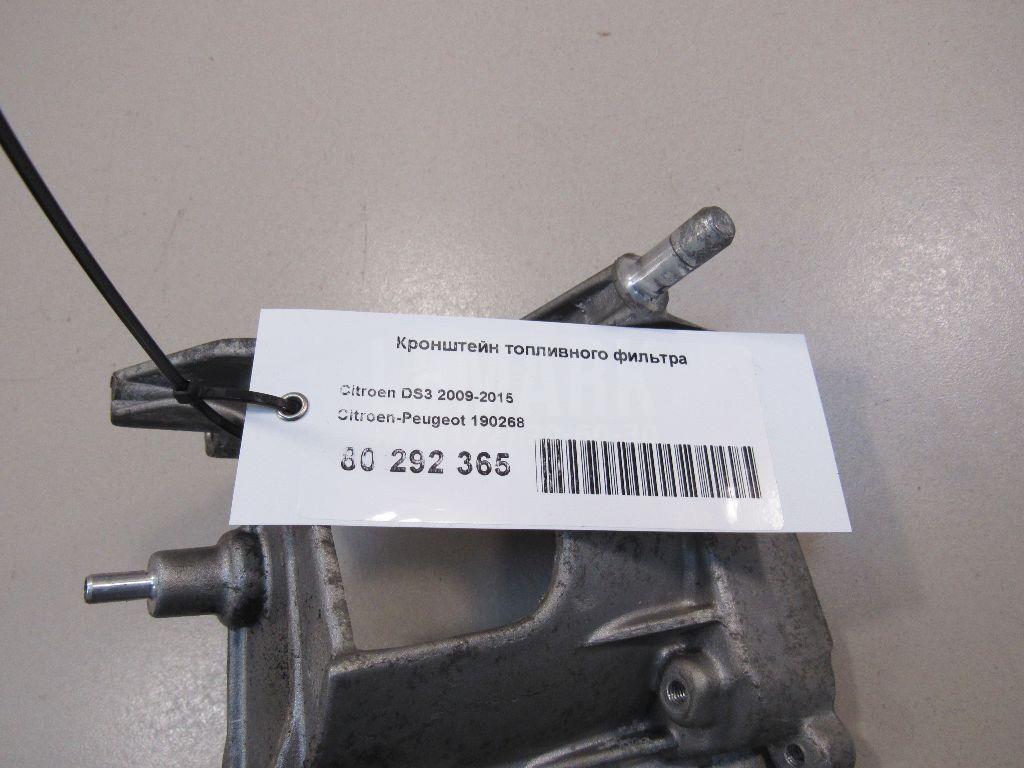 Кронштейн топливного фильтра
Citroen DS3 2009-2015
Citroen-Peugeot 190268
80 292 365